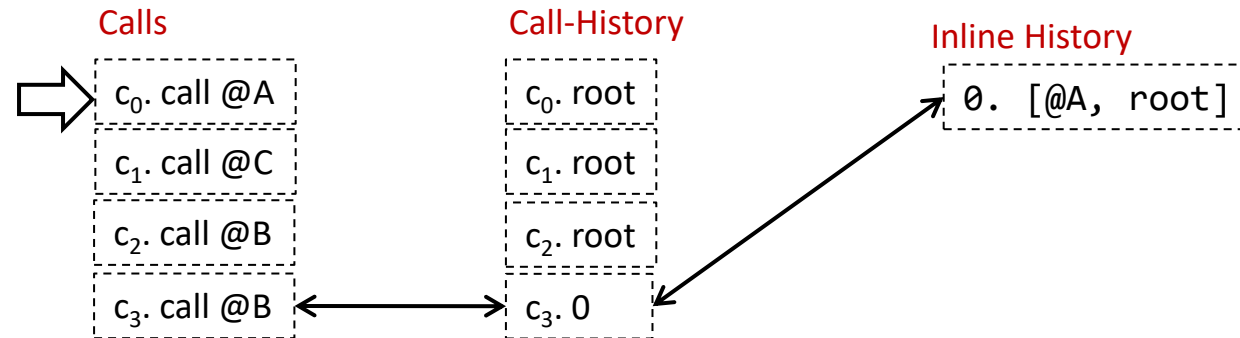 Calls
Call-History
Inline History
c₀. call @A
c₀. root
0. [@A, root]
c₁. call @C
c₁. root
c₂. call @B
c₂. root
c₃. call @B
c₃. 0